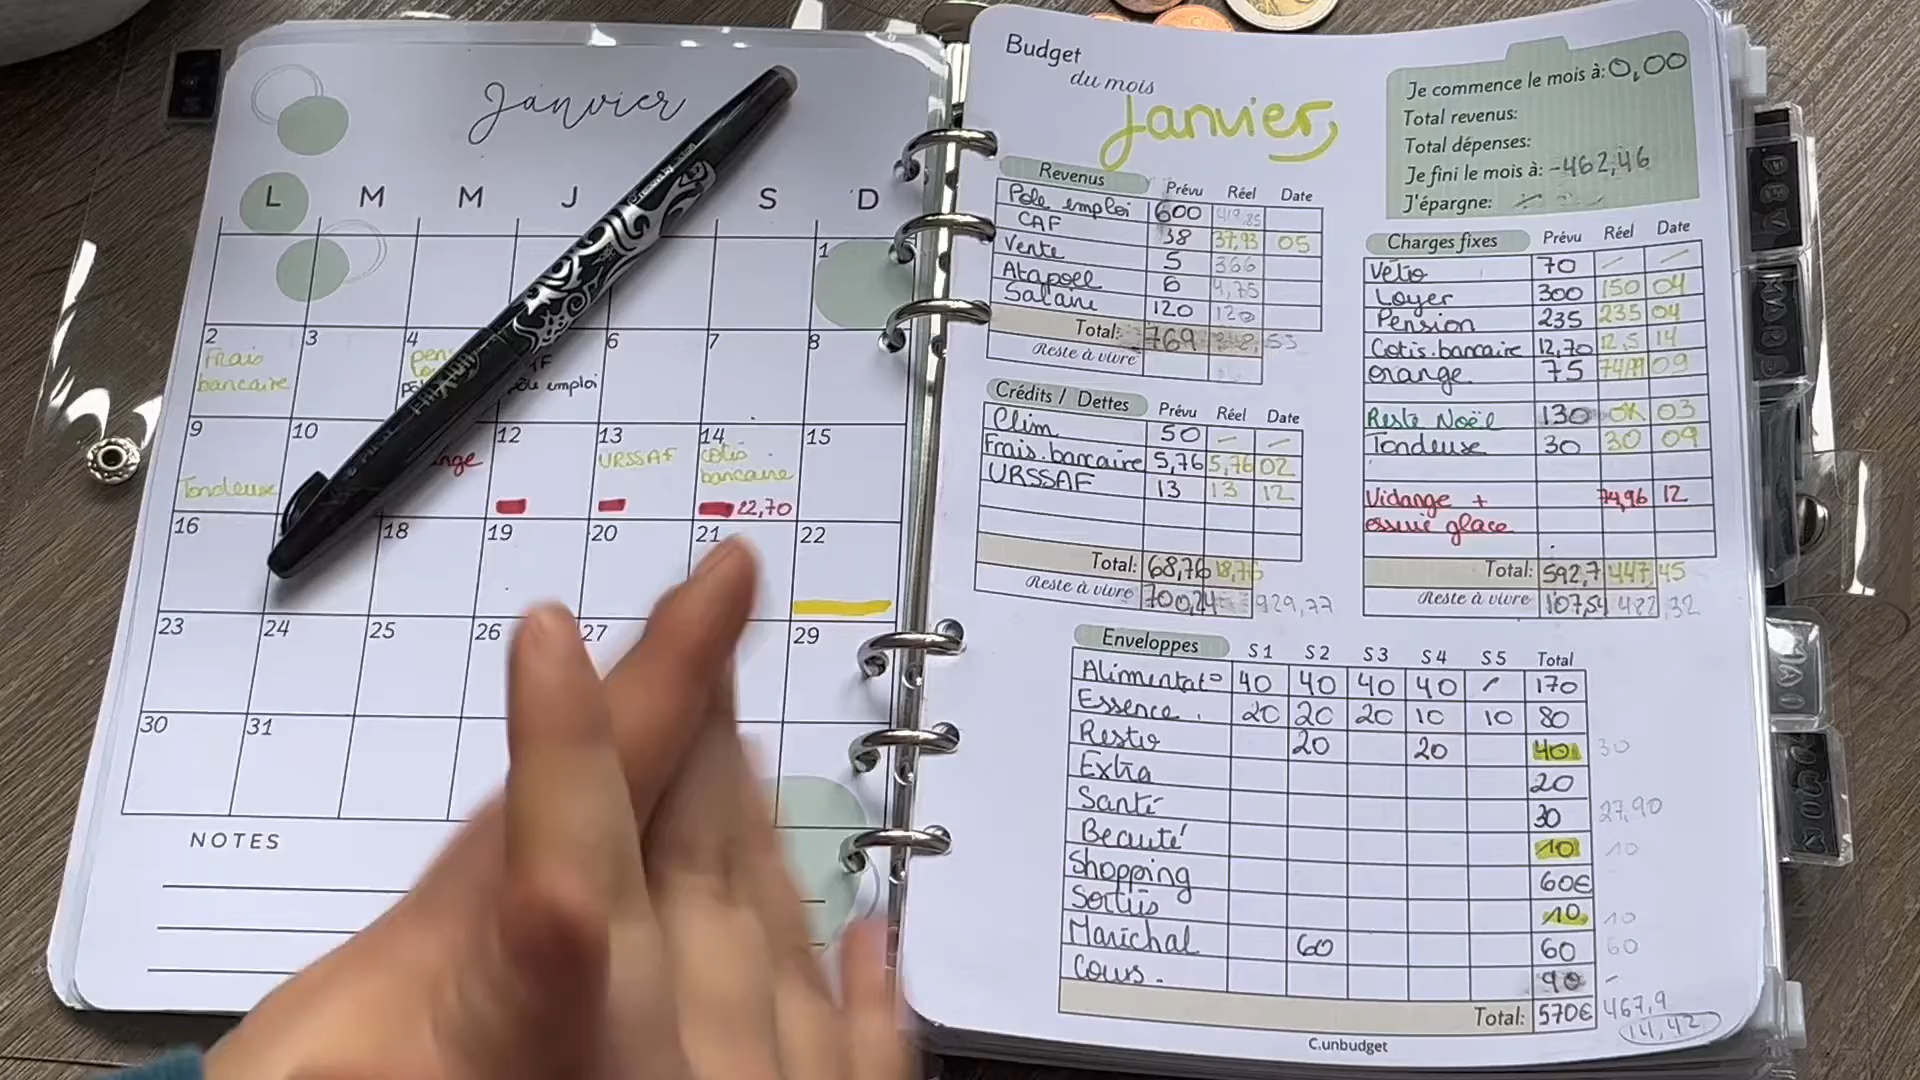 Janvier
L M M J S D
1
2 3 4 6 7 8
Frais
bancaire
pôle emploi
9 10 12 13 14 15
URSSAF cotis.
bancaire
Tondeuse
22,70
16 18 19 20 21 22
23 24 25 26 27 29
30 31
NOTES
Budget
du mois
Janvier
Je commence le mois à: 0,00
Total revenus:
Total dépenses:
Je fini le mois à: -462,46
J'épargne:
Revenus Prévu Réel Date
Pôle emploi 600 419,85
CAF 38 37,93 05
Vente 5 366
Atapoel 6 4,75
Salaire 120 120
Total: 769
Reste à vivre
Crédits / Dettes Prévu Réel Date
Clim 50 - -
Frais.bancaire 5,76 5,76 02
URSSAF 13 13 12
Total: 68,76 18,76
Reste à vivre 700,24 929,77
Charges fixes Prévu Réel Date
Vélio 70 - -
Loyer 300 150 04
Pension 235 235 04
Cotis.bancaire 12,70 12,5 14
Orange 75 74,99 09
Reste Noël 130 OK 03
Tondeuse 30 30 09
Vidange + 74,96 12
essuie glace
Total: 592,7 447,45
Reste à vivre 107,54 482,32
Enveloppes S1 S2 S3 S4 S5 Total
Alimentat° 40 40 40 40 - 170
Essence. 20 20 20 10 10 80
Resto 20 20 40 30
Extra 20
Santé 30 27,90
Beauté 10 10
Shopping 60€
Sorties 10 10
Maréchal 60 60 60
Cours. 90 -
Total: 570€ 467,9
14,42
C.unbudget